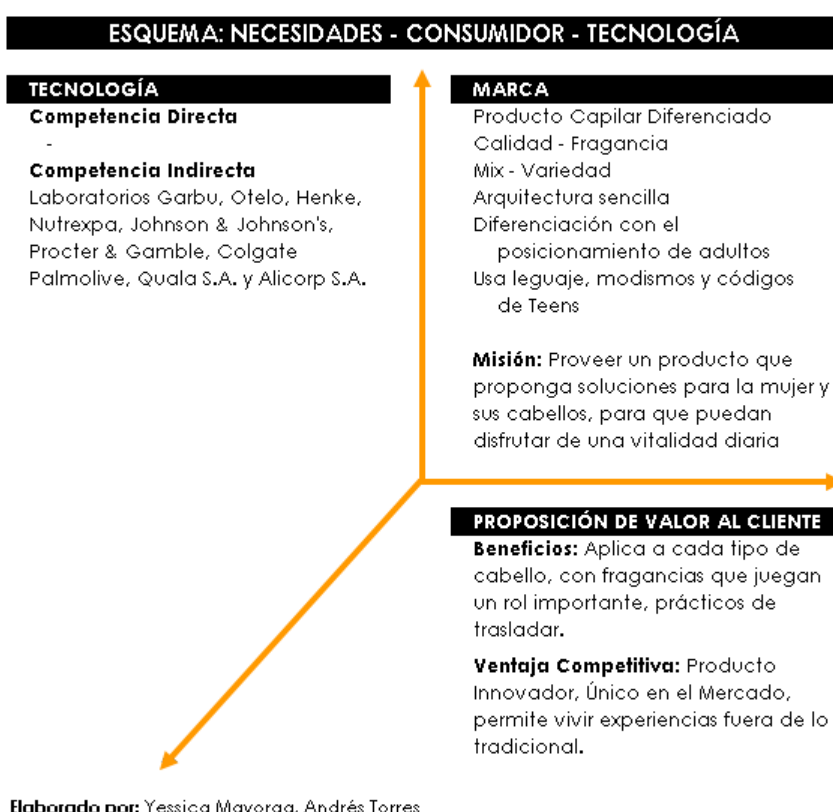 ESQUEMA: NECESIDADES - CONSUMIDOR - TECNOLOGÍA
TECNOLOGÍA
Competencia Directa
-
Competencia Indirecta
Laboratorios Garbu, Otelo, Henke,
Nutrexpa, Johnson & Johnson's,
Procter & Gamble, Colgate
Palmolive, Quala S.A. y Alicorp S.A.
MARCA
Producto Capilar Diferenciado
Calidad - Fragancia
Mix - Variedad
Arquitectura sencilla
Diferenciación con el
posicionamiento de adultos
Usa leguaje, modismos y códigos
de Teens
Misión: Proveer un producto que
proponga soluciones para la mujer y
sus cabellos, para que puedan
disfrutar de una vitalidad diaria
PROPOSICIÓN DE VALOR AL CLIENTE
Beneficios: Aplica a cada tipo de
cabello, con fragancias que juegan
un rol importante, prácticos de
trasladar.
Ventaja Competitiva: Producto
Innovador, Único en el Mercado,
permite vivir experiencias fuera de lo
tradicional.
Elaborado por: Yessica Mayorga, Andrés Torres